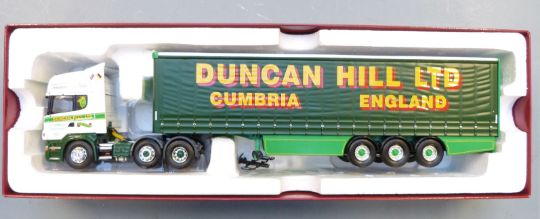 DUNCAN HILL LTD
CUMBRIA ENGLAND